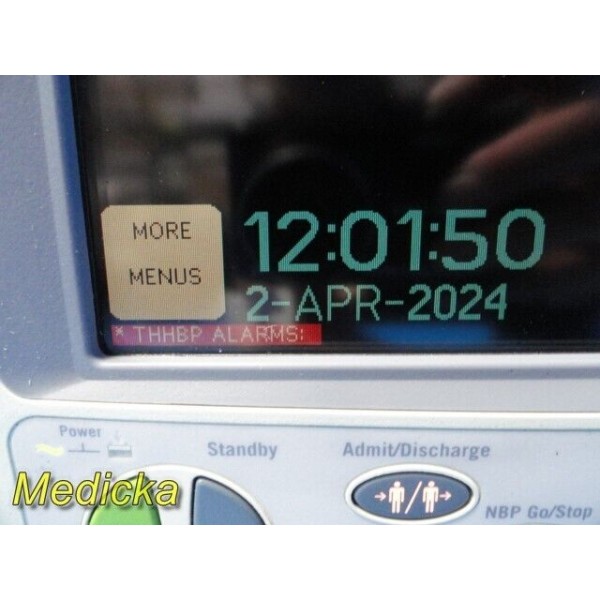 MORE
MENUS
12:01:50
2-APR-2024
* THHBP ALARMS:
Power
Standby
Admit/Discharge
Medicka
NBP Go/Stop